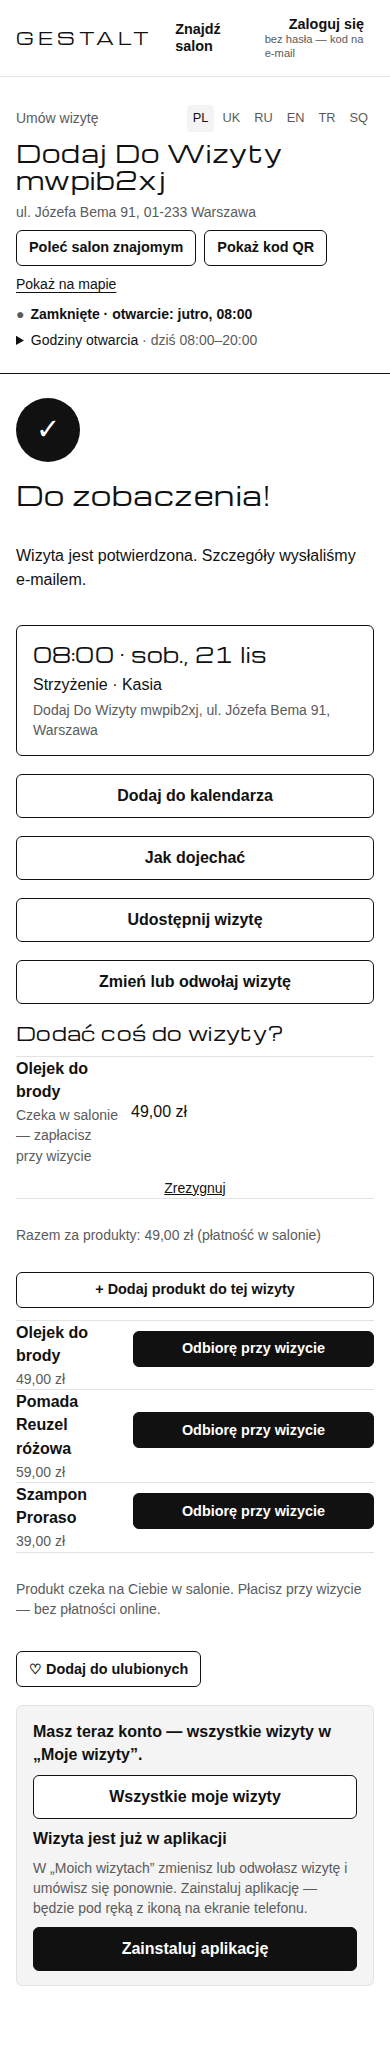 GESTALT
Znajdź
salon
Zaloguj się
bez hasła — kod na
e-mail
Umów wizytę
PL UK RU EN TR SQ
Dodaj Do Wizyty
mwpib2xj
ul. Józefa Bema 91, 01-233 Warszawa
Poleć salon znajomym
Pokaż kod QR
Pokaż na mapie
● Zamknięte · otwarcie: jutro, 08:00
▶ Godziny otwarcia · dziś 08:00–20:00
✓
Do zobaczenia!
Wizyta jest potwierdzona. Szczegóły wysłaliśmy
e-mailem.
08:00 · sob., 21 lis
Strzyżenie · Kasia
Dodaj Do Wizyty mwpib2xj, ul. Józefa Bema 91,
Warszawa
Dodaj do kalendarza
Jak dojechać
Udostępnij wizytę
Zmień lub odwołaj wizytę
Dodać coś do wizyty?
Olejek do
brody
Czeka w salonie
— zapłacisz
przy wizycie
49,00 zł
Zrezygnuj
Razem za produkty: 49,00 zł (płatność w salonie)
+ Dodaj produkt do tej wizyty
Olejek do
brody
49,00 zł
Odbiorę przy wizycie
Pomada
Reuzel
różowa
59,00 zł
Odbiorę przy wizycie
Szampon
Proraso
39,00 zł
Odbiorę przy wizycie
Produkt czeka na Ciebie w salonie. Płacisz przy wizycie
— bez płatności online.
♡ Dodaj do ulubionych
Masz teraz konto — wszystkie wizyty w
„Moje wizyty”.
Wszystkie moje wizyty
Wizyta jest już w aplikacji
W „Moich wizytach” zmienisz lub odwołasz wizytę i
umówisz się ponownie. Zainstaluj aplikację —
będzie pod ręką z ikoną na ekranie telefonu.
Zainstaluj aplikację